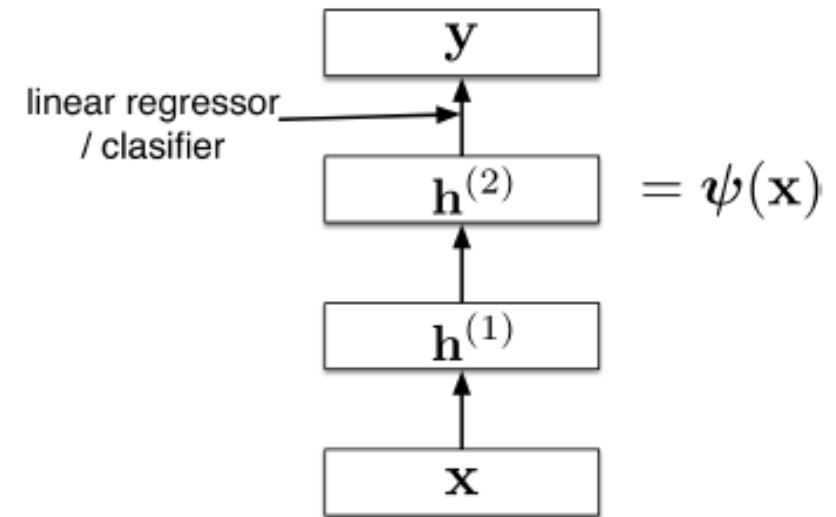 y
linear regressor
/ clasifier
h^(2) = ψ(x)
h^(1)
x